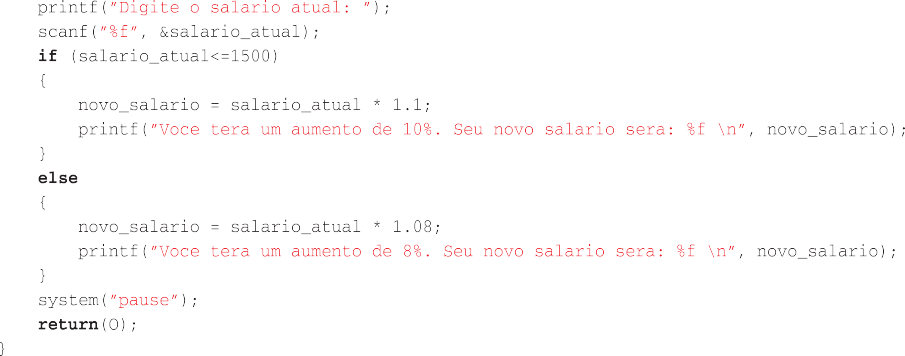 printf("Digite o salario atual: ");
scanf("%f", &salario_atual);
if (salario_atual<=1500)
{
novo_salario = salario_atual * 1.1;
printf("Voce tera um aumento de 10%. Seu novo salario sera: %f \n", novo_salario);
}
else
{
novo_salario = salario_atual * 1.08;
printf("Voce tera um aumento de 8%. Seu novo salario sera: %f \n", novo_salario);
}
system("pause");
return(O);
}